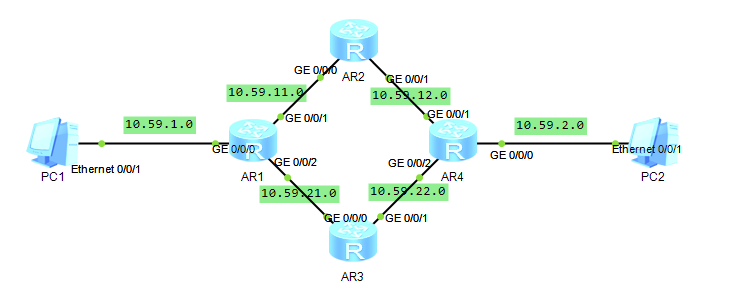 GE 0/0/0
AR2
GE 0/0/1
10.59.11.0
10.59.12.0
GE 0/0/1
GE 0/0/1
10.59.1.0
10.59.2.0
GE 0/0/0
GE 0/0/0
Ethernet 0/0/1
PC1
Ethernet 0/0/1
AR1
GE 0/0/2
GE 0/0/2
AR4
PC2
10.59.21.0
10.59.22.0
GE 0/0/0
GE 0/0/1
AR3
R
R
R
R